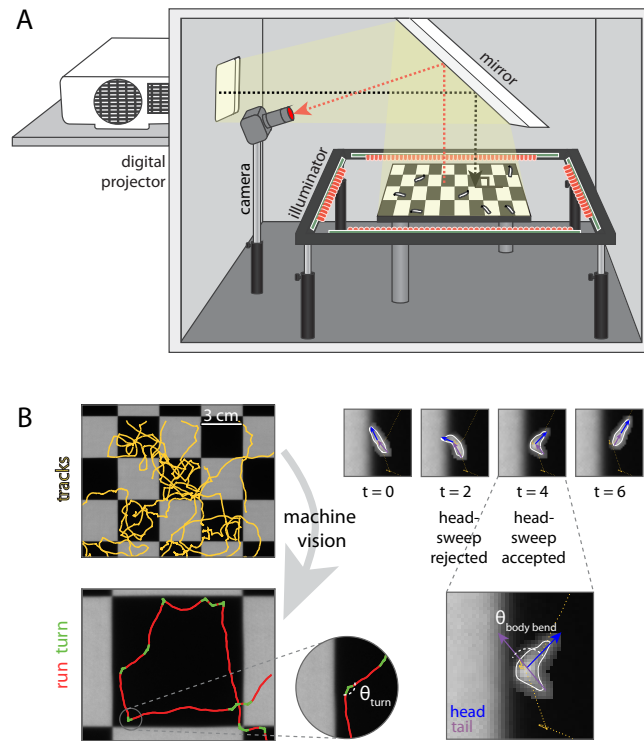 A
mirror
digital
projector
camera
illuminator
B
3 cm
tracks
machine
vision
t = 0
t = 2
t = 4
t = 6
head-
sweep
rejected
head-
sweep
accepted
run turn
θturn
θbody bend
head
tail